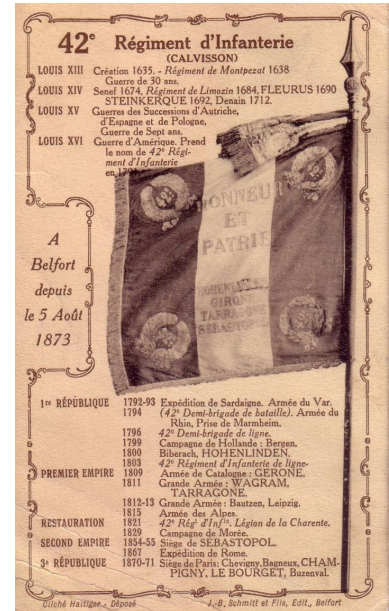 42e Régiment d'Infanterie
(CALVISSON)
LOUIS XIII Création 1635. - Régiment de Montpezat 1638
Guerre de 30 ans.
LOUIS XIV Senef 1674, Régiment de Limozin 1684, FLEURUS 1690
STEINKERQUE 1692, Denain 1712.
LOUIS XV Guerres des Successions d'Autriche,
d'Espagne et de Pologne,
Guerre de Sept ans.
LOUIS XVI Guerre d'Amérique. Prend
le nom de 42e Régi-
ment d'Infanterie
en 1791
HONNEUR
ET
PATRIE
HOHENLINDEN
GIRONE
TARRAGONE
SEBASTOPOL
A
Belfort
depuis
le 5 Août
1873
1re RÉPUBLIQUE 1792-93 Expédition de Sardaigne. Armée du Var.
1794 (42e Demi-brigade de bataille). Armée du
Rhin, Prise de Marmheim.
1796 42e Demi-brigade de ligne.
1799 Campagne de Hollande : Bergen,
1800 Biberach, HOHENLINDEN,
1803 42e Régiment d'Infanterie de ligne-
PREMIER EMPIRE 1809 Armée de Catalogne : GERONE.
1811 Grande Armée : WAGRAM,
TARRAGONE.
1812-13 Grande Armée : Bautzen, Leipzig.
1815 Armée des Alpes.
RESTAURATION 1821 42e Régt d'Infie. Légion de la Charente.
1829 Campagne de Morée.
SECOND EMPIRE 1854-55 Siège de SEBASTOPOL.
1867 Expédition de Rome.
3e RÉPUBLIQUE 1870-71 Siège de Paris: Chevigny, Bagneux, CHAM-
PIGNY, LE BOURGET, Buzenval.
Cliché Haitiger - Déposé J.-B. Schmitt et Fils, Edit., Belfort